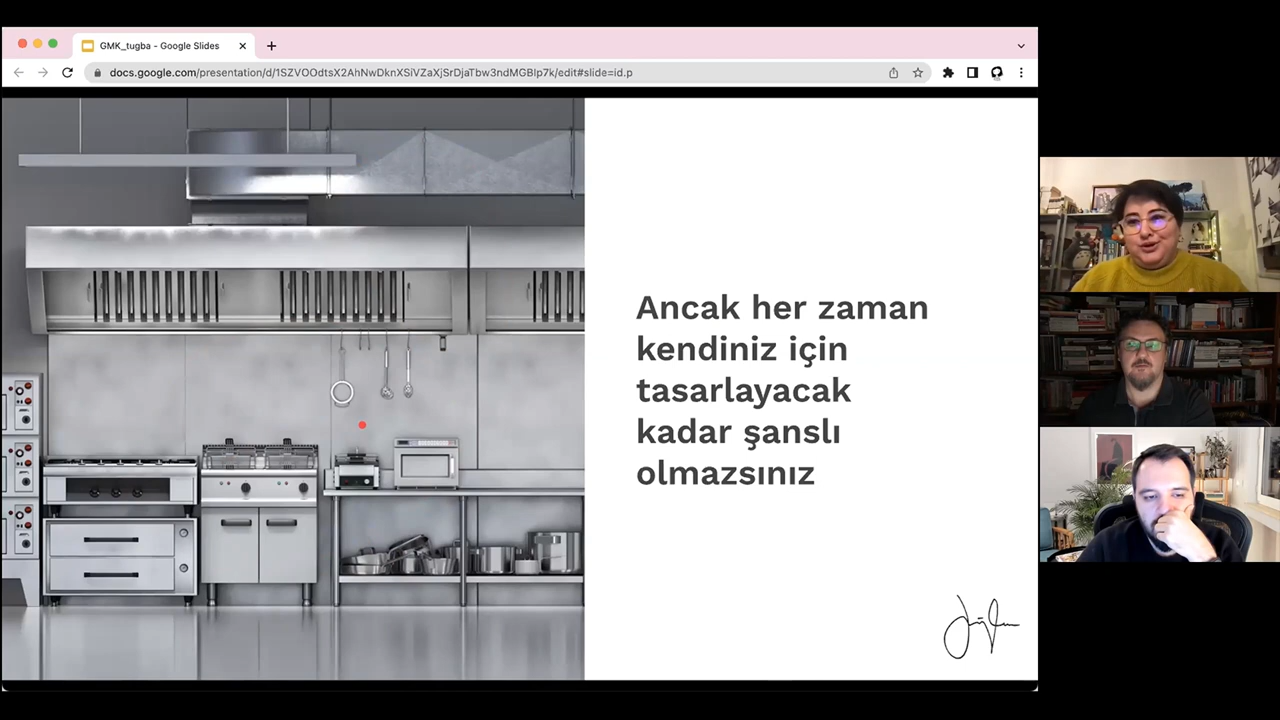 GMK_tugba - Google Slides
docs.google.com/presentation/d/1SZVOOdtsX2AhNwDknXSiVZaXjSrDjaTbw3ndMGBlp7k/edit#slide=id.p
Ancak her zaman
kendiniz için
tasarlayacak
kadar şanslı
olmazsınız